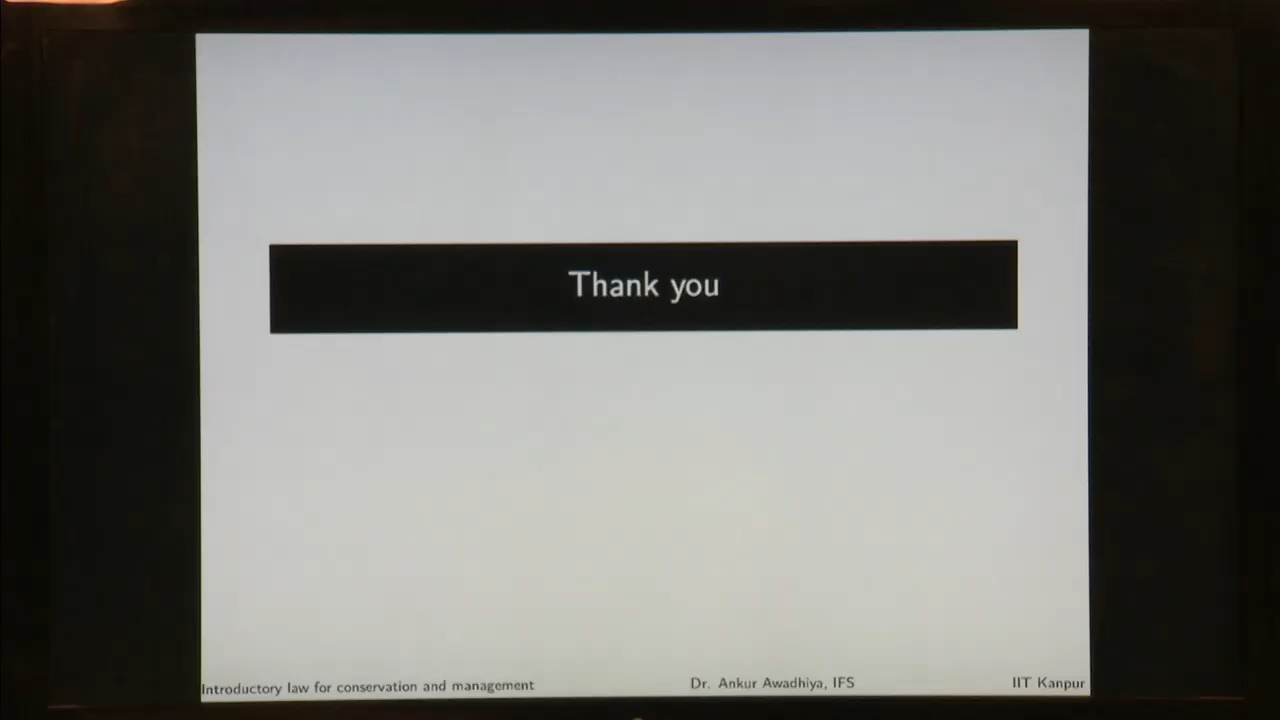 Thank you
Introductory law for conservation and management Dr. Ankur Awadhiya, IFS IIT Kanpur